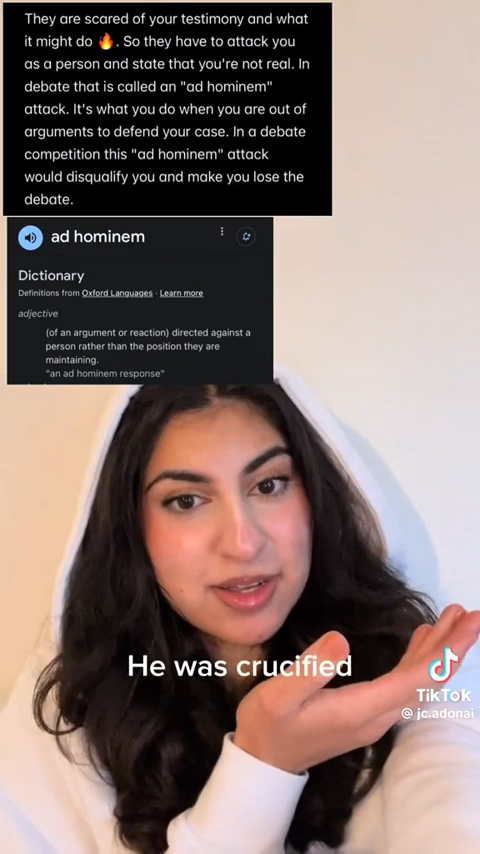 They are scared of your testimony and what
it might do 🔥. So they have to attack you
as a person and state that you're not real. In
debate that is called an "ad hominem"
attack. It's what you do when you are out of
arguments to defend your case. In a debate
competition this "ad hominem" attack
would disqualify you and make you lose the
debate.
ad hominem
Dictionary
Definitions from Oxford Languages · Learn more
adjective
(of an argument or reaction) directed against a
person rather than the position they are
maintaining.
"an ad hominem response"
He was crucified
TikTok
@ jc.adonai